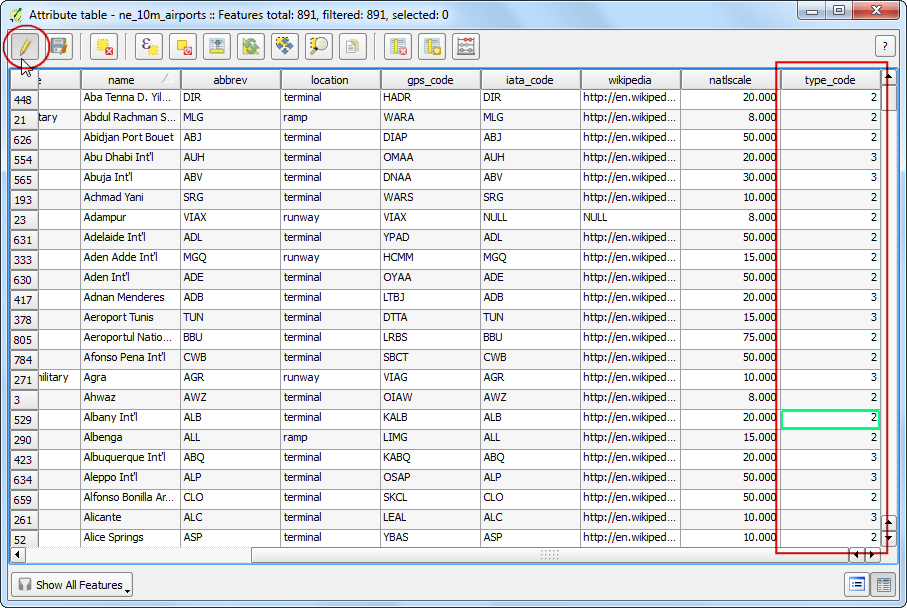 Attribute table - ne_10m_airports :: Features total: 891, filtered: 891, selected: 0
ε
?
e name abbrev location gps_code iata_code wikipedia natlscale type_code
448 Aba Tenna D. Yil... DIR terminal HADR DIR http://en.wikiped... 20.000 2
21 tary Abdul Rachman S... MLG ramp WARA MLG http://en.wikiped... 8.000 2
626 Abidjan Port Bouet ABJ terminal DIAP ABJ http://en.wikiped... 50.000 2
554 Abu Dhabi Int'l AUH terminal OMAA AUH http://en.wikiped... 20.000 3
565 Abuja Int'l ABV terminal DNAA ABV http://en.wikiped... 30.000 3
193 Achmad Yani SRG terminal WARS SRG http://en.wikiped... 10.000 2
23 Adampur VIAX runway VIAX NULL NULL 8.000 2
631 Adelaide Int'l ADL terminal YPAD ADL http://en.wikiped... 50.000 2
333 Aden Adde Int'l MGQ runway HCMM MGQ http://en.wikiped... 15.000 2
630 Aden Int'l ADE terminal OYAA ADE http://en.wikiped... 50.000 2
417 Adnan Menderes ADB terminal LTBJ ADB http://en.wikiped... 20.000 3
378 Aeroport Tunis TUN terminal DTTA TUN http://en.wikiped... 15.000 3
805 Aeroportul Natio... BBU terminal LRBS BBU http://en.wikiped... 75.000 2
784 Afonso Pena Int'l CWB terminal SBCT CWB http://en.wikiped... 50.000 2
271 military Agra AGR runway VIAG AGR http://en.wikiped... 10.000 3
3 Ahwaz AWZ terminal OIAW AWZ http://en.wikiped... 8.000 2
529 Albany Int'l ALB terminal KALB ALB http://en.wikiped... 20.000 2
290 Albenga ALL ramp LIMG ALL http://en.wikiped... 15.000 2
423 Albuquerque Int'l ABQ terminal KABQ ABQ http://en.wikiped... 20.000 3
634 Aleppo Int'l ALP terminal OSAP ALP http://en.wikiped... 50.000 3
659 Alfonso Bonilla Ar... CLO terminal SKCL CLO http://en.wikiped... 50.000 2
261 Alicante ALC terminal LEAL ALC http://en.wikiped... 10.000 3
52 Alice Springs ASP terminal YBAS ASP http://en.wikiped... 10.000 2
Show All Features